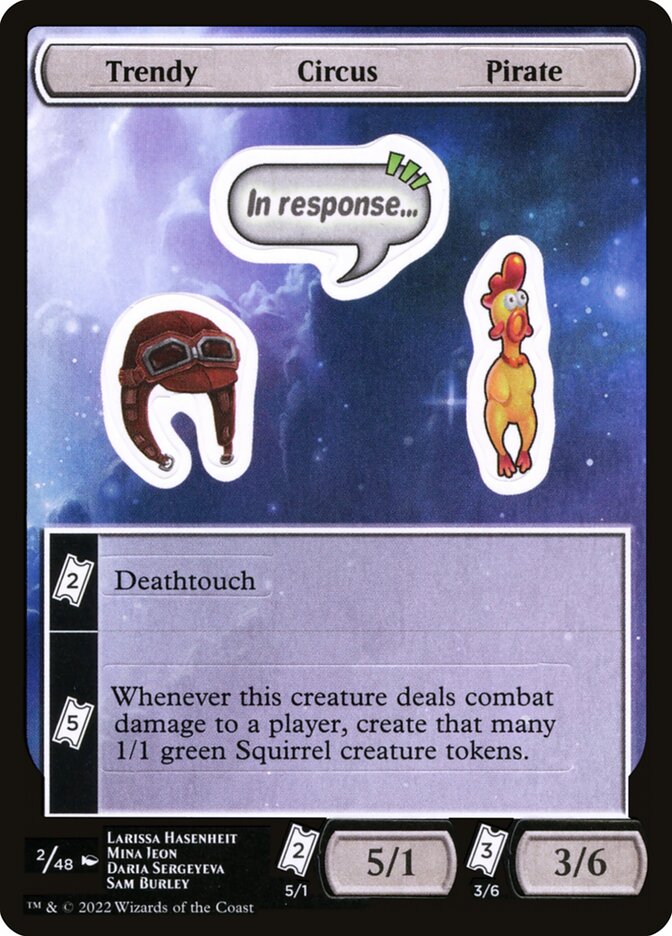 Trendy Circus Pirate
In response...
2 Deathtouch
5 Whenever this creature deals combat
damage to a player, create that many
1/1 green Squirrel creature tokens.
2/48 Larissa Hasenheit
Mina Jeon
Daria Sergeyeva
Sam Burley
2 5/1 5/1
3 3/6 3/6
™ & © 2022 Wizards of the Coast